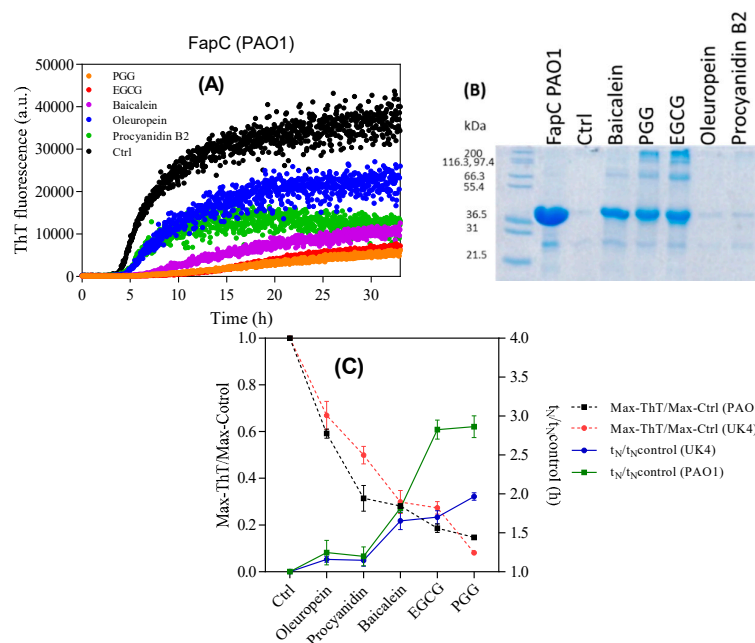 FapC (PAO1)
(A)
ThT fluorescence (a.u.)
50000
40000
30000
20000
10000
0
PGG
EGCG
Baicalein
Oleuropein
Procyanidin B2
Ctrl
0 5 10 15 20 25 30
Time (h)
(B)
kDa
FapC PAO1
Ctrl
Baicalein
PGG
EGCG
Oleuropein
Procyanidin B2
200
116.3, 97.4
66.3
55.4
36.5
31
21.5
(C)
Max-ThT/Max-Cotrol
1.0
0.8
0.6
0.4
0.2
0.0
4.0
3.5
3.0
2.5
2.0
1.5
1.0
tN/tNcontrol (h)
Ctrl
Oleuropein
Procyanidin
Baicalein
EGCG
PGG
Max-ThT/Max-Ctrl (PAO
Max-ThT/Max-Ctrl (UK4)
tN/tNcontrol (UK4)
tN/tNcontrol (PAO1)